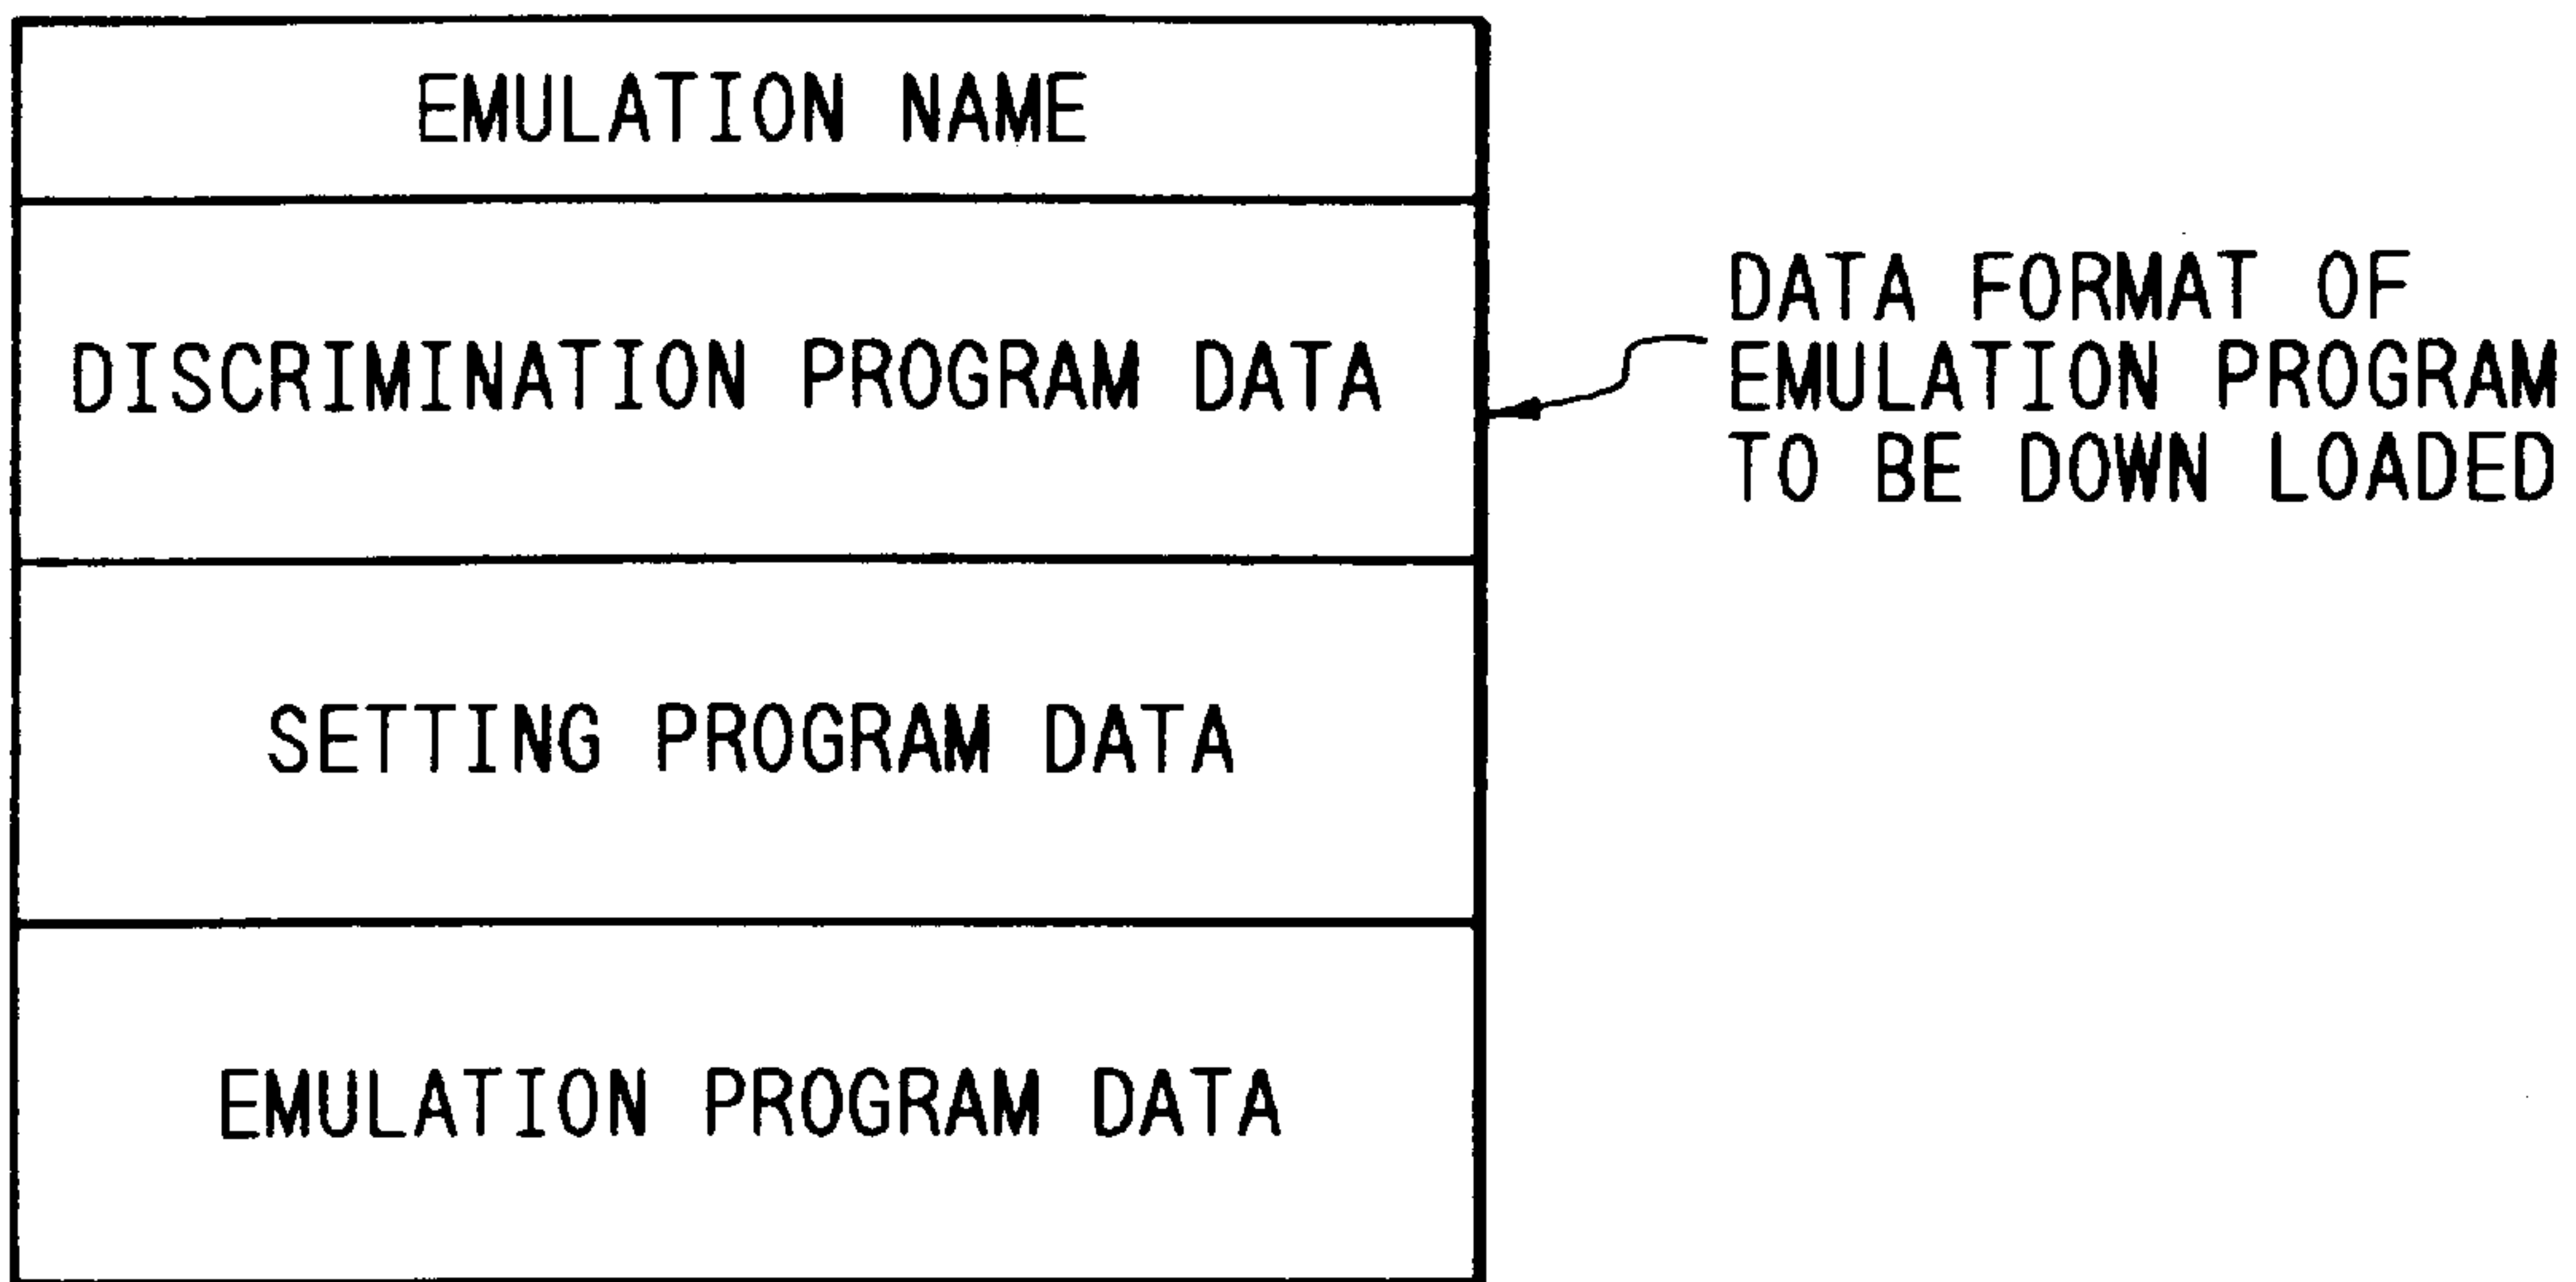 EMULATION NAME
DISCRIMINATION PROGRAM DATA
SETTING PROGRAM DATA
EMULATION PROGRAM DATA
DATA FORMAT OF
EMULATION PROGRAM
TO BE DOWN LOADED